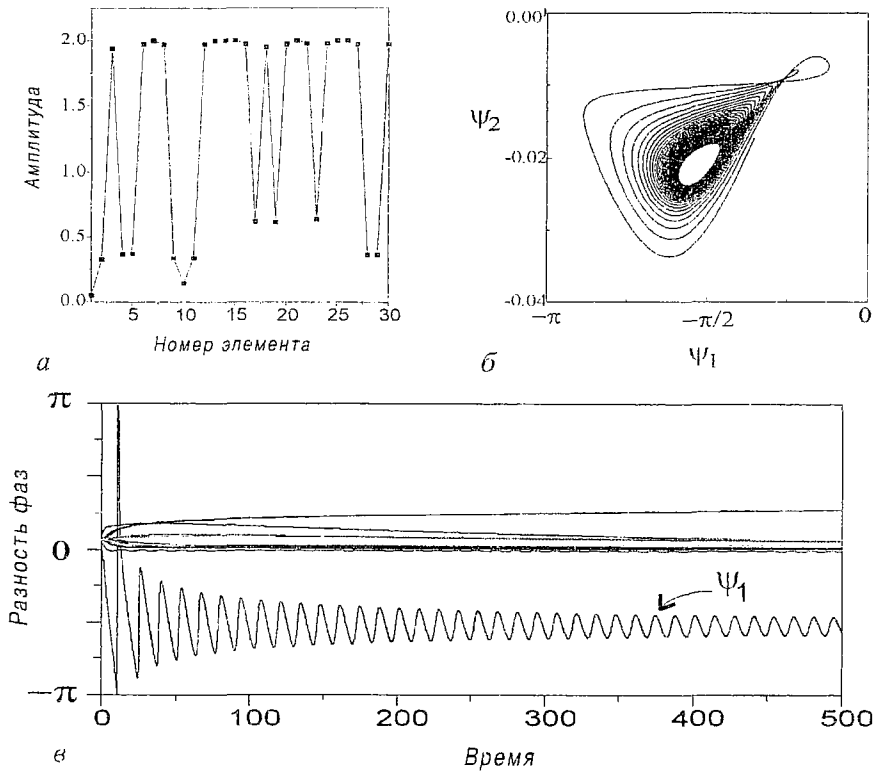 2.0
1.5
1.0
0.5
0.0
Амплитуда
5 10 15 20 25 30
Номер элемента
а
0.00
-0.02
-0.04
ψ2
−π −π/2 0
ψ1
б
π
0
−π
Разность фаз
ψ1
0 100 200 300 400 500
Время
в